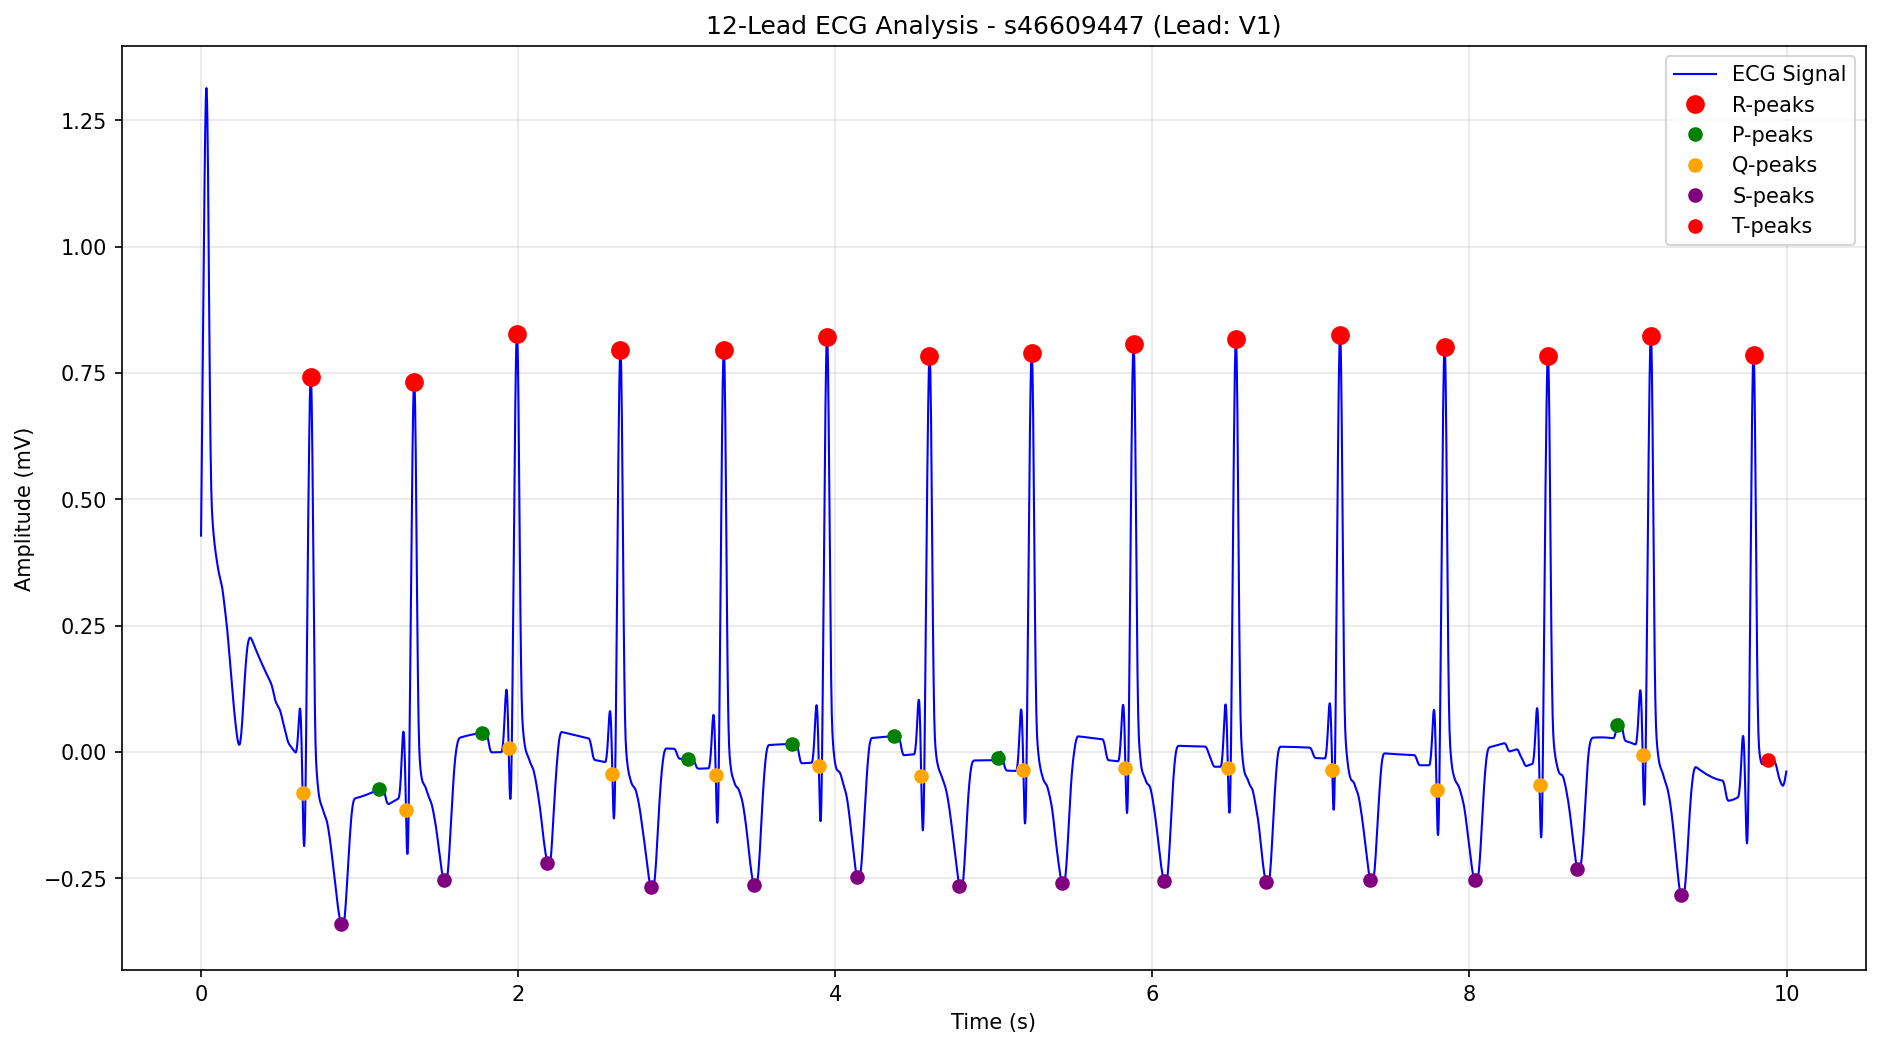 12-Lead ECG Analysis - s46609447 (Lead: V1)
ECG Signal
R-peaks
P-peaks
Q-peaks
S-peaks
T-peaks
Amplitude (mV)
1.25
1.00
0.75
0.50
0.25
0.00
−0.25
0 2 4 6 8 10
Time (s)